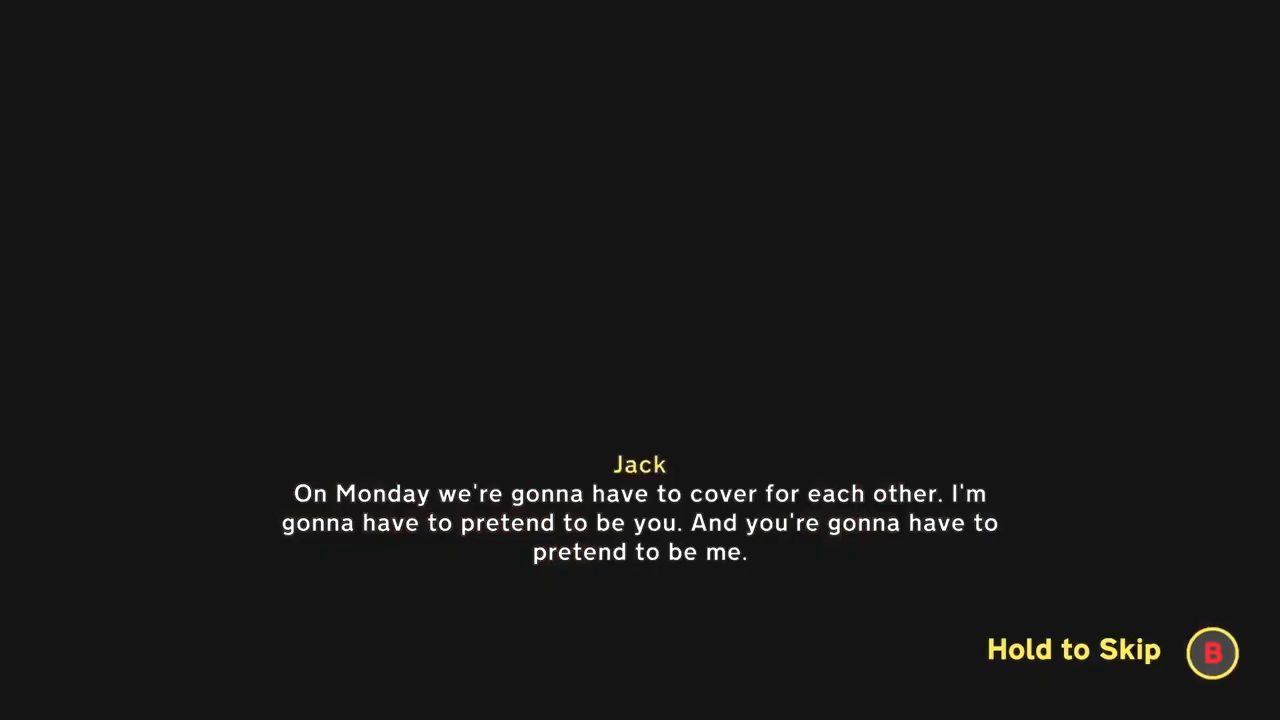 Jack
On Monday we're gonna have to cover for each other. I'm
gonna have to pretend to be you. And you're gonna have to
pretend to be me.
Hold to Skip B